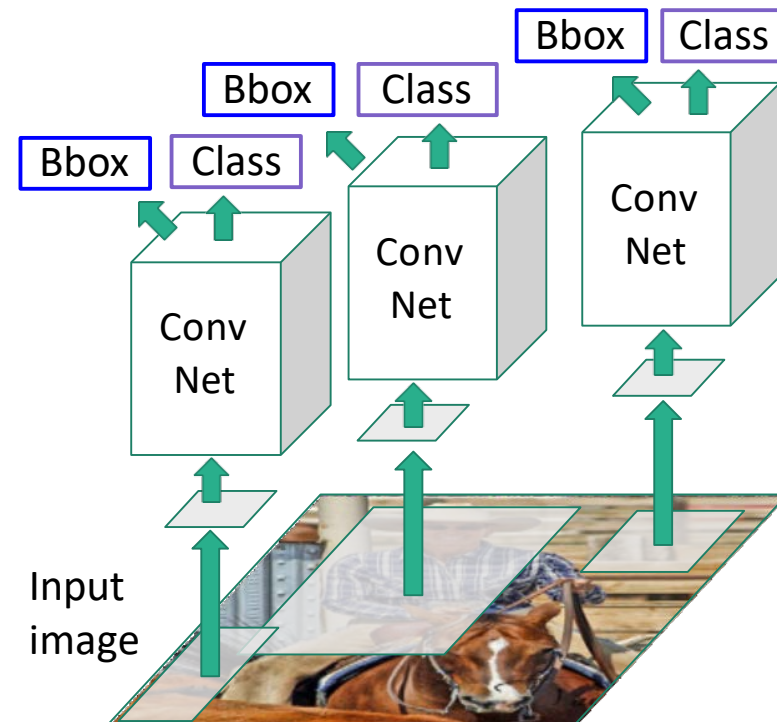 Bbox Class
Bbox Class
Bbox Class
Conv
Net
Conv
Net
Conv
Net
Input
image